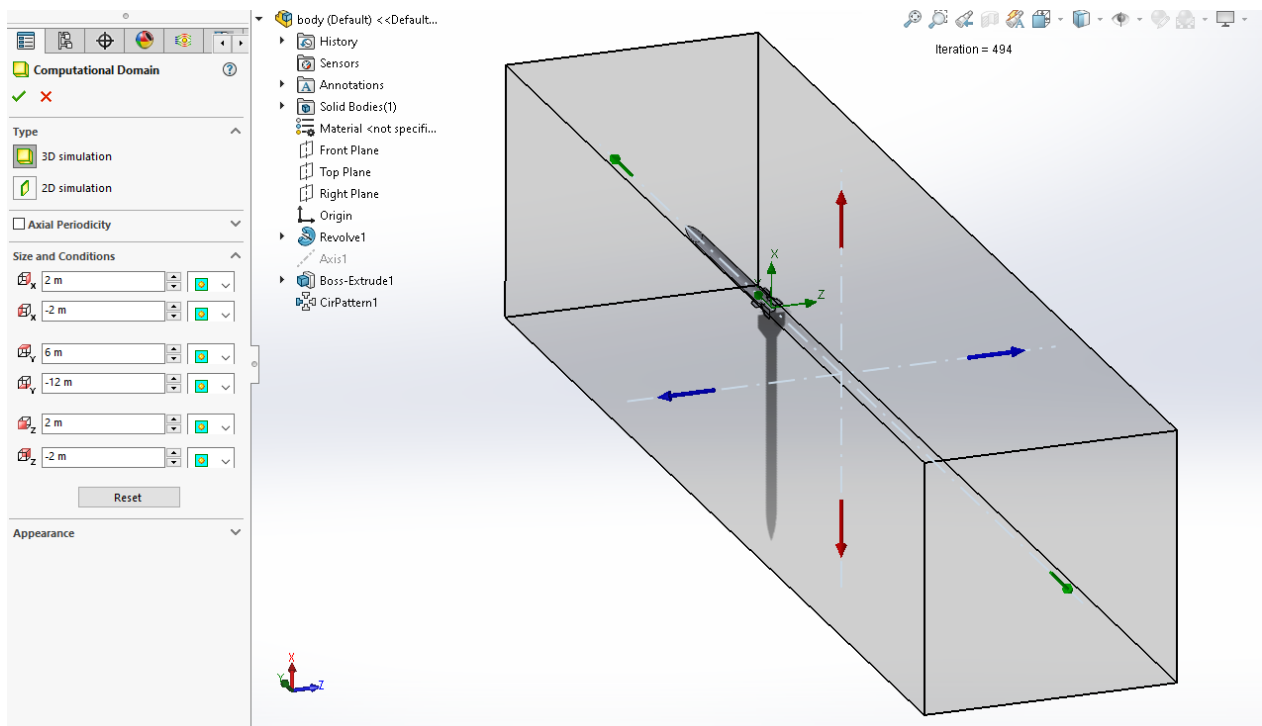 body (Default) <<Default...
History
Sensors
Annotations
Solid Bodies(1)
Material <not specifi...
Front Plane
Top Plane
Right Plane
Origin
Revolve1
Axis1
Boss-Extrude1
CirPattern1
Computational Domain
Type
3D simulation
2D simulation
Axial Periodicity
Size and Conditions
X 2 m
X -2 m
Y 6 m
Y -12 m
Z 2 m
Z -2 m
Reset
Appearance
Iteration = 494
X
Z
X
Y
Z